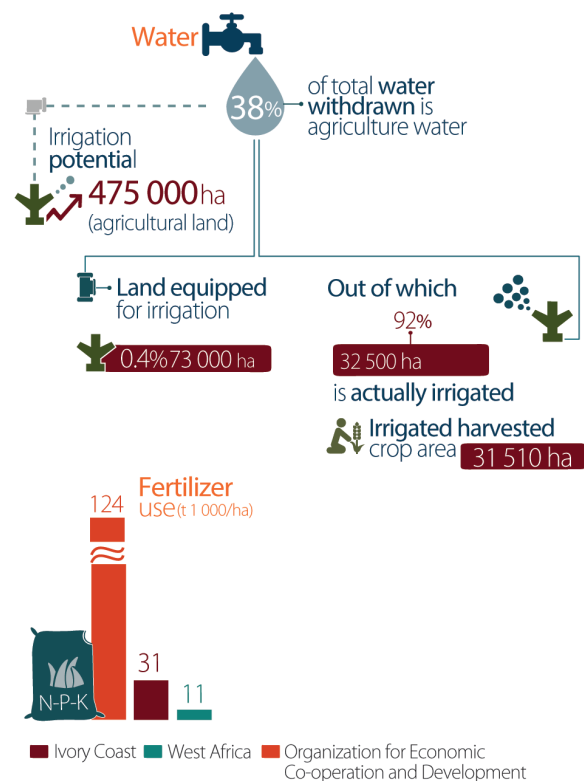 Water
38%
of total water
withdrawn is
agriculture water
Irrigation
potential
475 000 ha
(agricultural land)
Land equipped
for irrigation
0.4% 73 000 ha
Out of which
92%
32 500 ha
is actually irrigated
Irrigated harvested
crop area
31 510 ha
Fertilizer
use (t 1 000/ha)
124
31
11
N-P-K
Ivory Coast
West Africa
Organization for Economic
Co-operation and Development